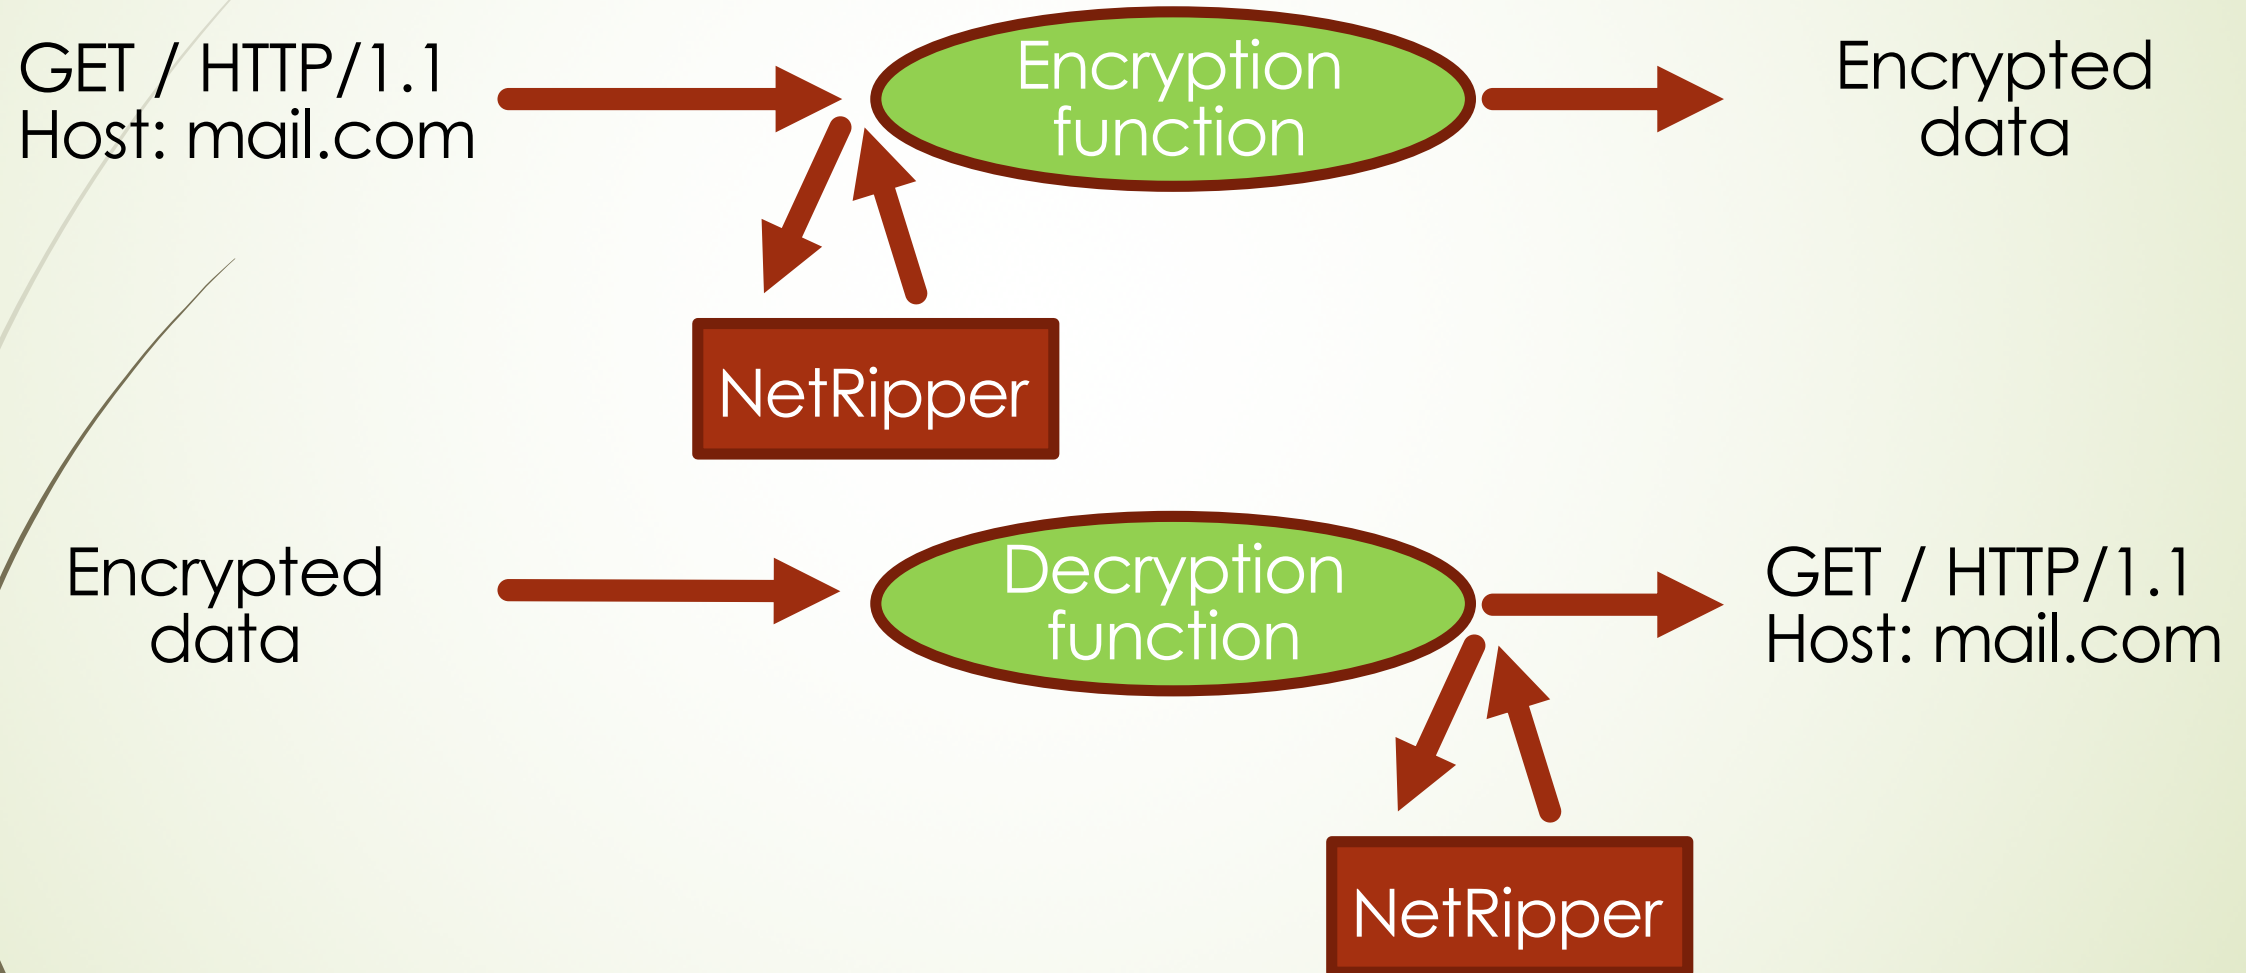 GET / HTTP/1.1
Host: mail.com
Encryption
function
Encrypted
data
NetRipper
Encrypted
data
Decryption
function
GET / HTTP/1.1
Host: mail.com
NetRipper